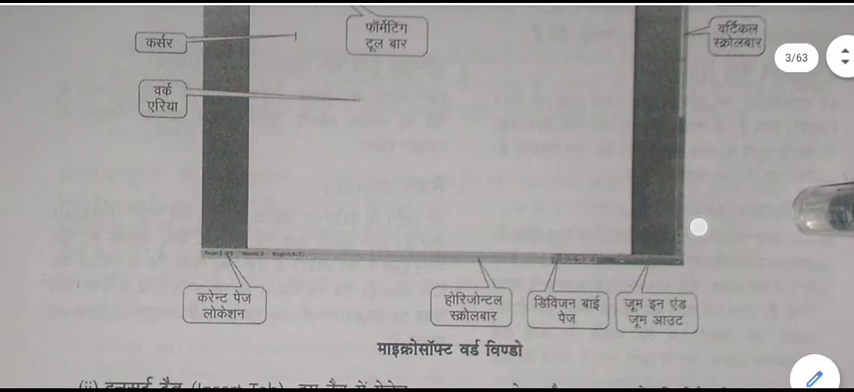 फॉर्मेटिंग
टूल बार
कर्सर
वर्टिकल
स्क्रोलबार
3/63
वर्क
एरिया
करेन्ट पेज
लोकेशन
होरिजोन्टल
स्क्रोलबार
डिविजन बाई
पेज
जूम इन एंड
जूम आउट
माइक्रोसॉफ्ट वर्ड विण्डो